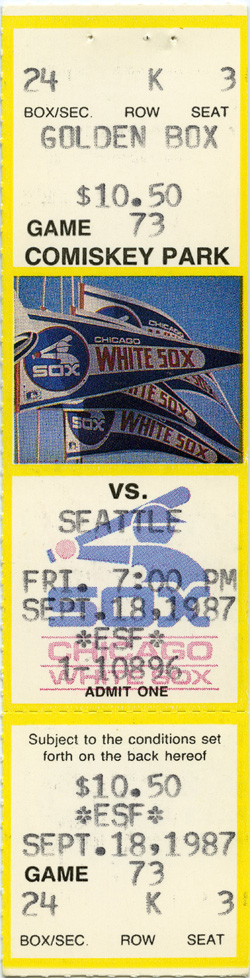 24 K 3
BOX/SEC. ROW SEAT
GOLDEN BOX
$10.50
GAME 73
COMISKEY PARK
CHICAGO
WHITE SOX
SOX
WHITE SOX
SOX
VS.
SEATTLE
FRI. 7:00 PM
SEPT.18,1987
SOX
*ESF*
CHICAGO
1-10896
WHITE SOX
ADMIT ONE
Subject to the conditions set
forth on the back hereof
$10.50
*ESF*
SEPT.18,1987
GAME 73
24 K 3
BOX/SEC. ROW SEAT